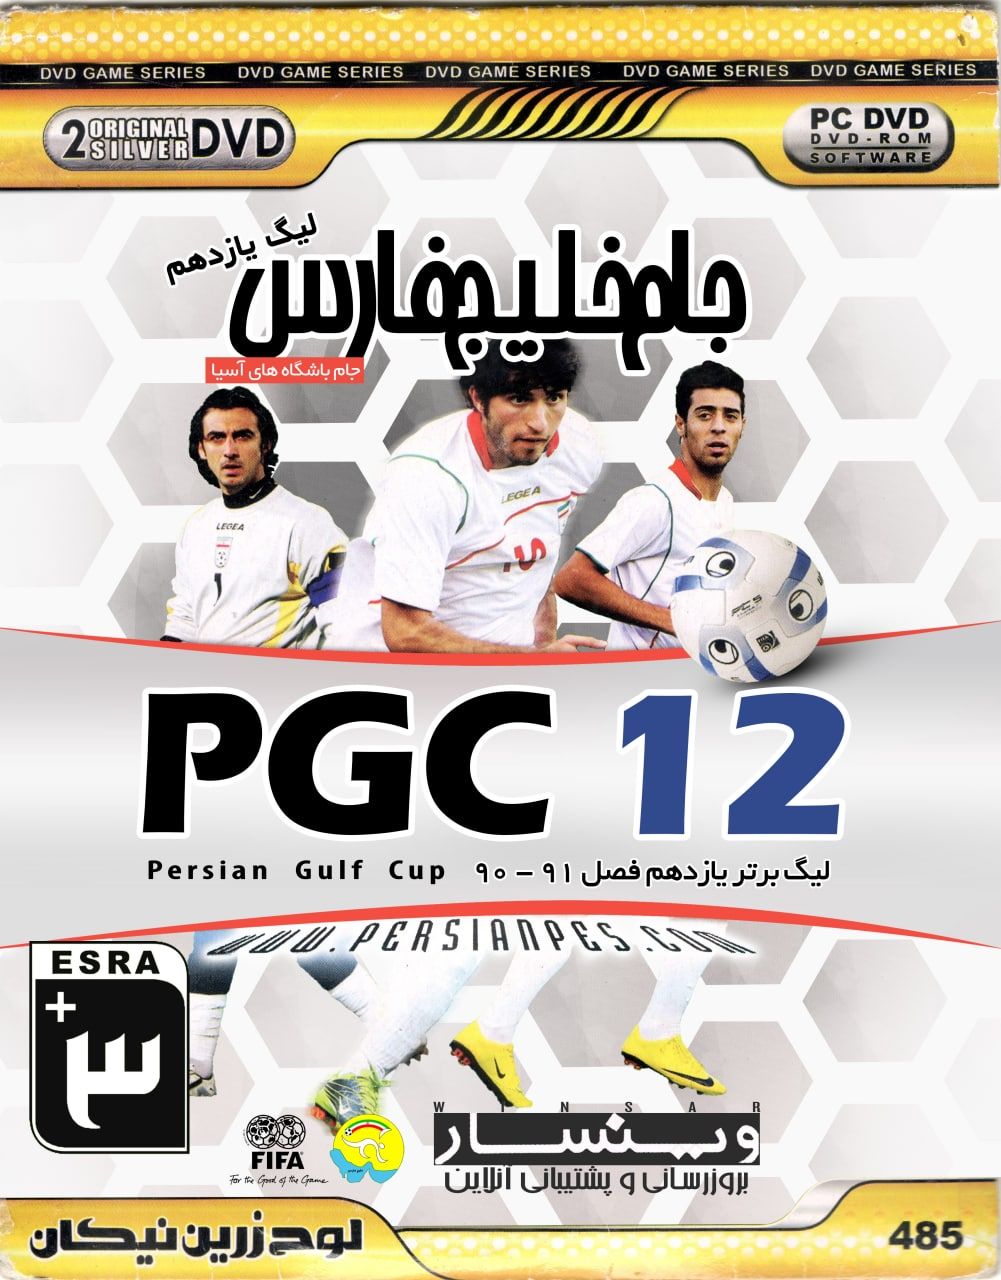 DVD GAME SERIES DVD GAME SERIES DVD GAME SERIES DVD GAME SERIES DVD GAME SERIES
2 ORIGINAL SILVER DVD
PC DVD
DVD-ROM
SOFTWARE
لیگ یازدهم
جام خلیج فارس
جام باشگاه های آسیا
LEGEA
1
LEGEA
5
PGC 12
Persian Gulf Cup
لیگ برتر یازدهم فصل ۹۱ - ۹۰
WWW.PERSIANPES.COM
ESRA
+۳
FIFA
For the Good of the Game
WINSAR
وینسار
بروزرسانی و پشتیبانی آنلاین
لوح زرین نیکان
485